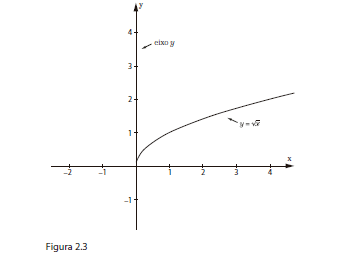 y
4
eixo y
3
2
y = √x
1
x
-2 -1 1 2 3 4
-1
Figura 2.3